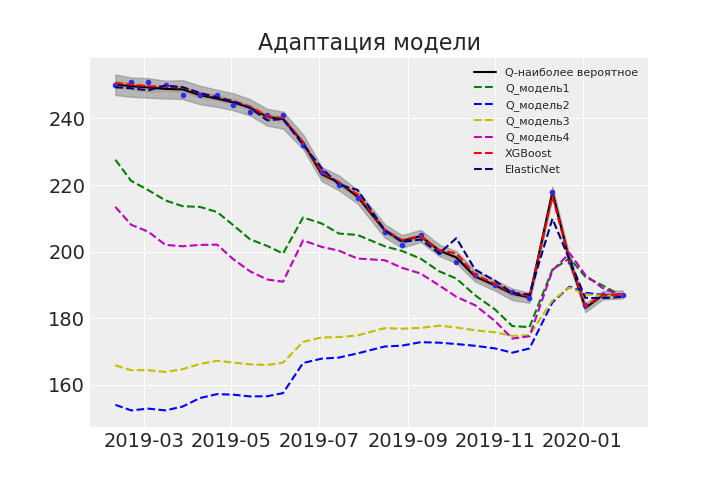 Адаптация модели
Q-наиболее вероятное
Q_модель1
Q_модель2
Q_модель3
Q_модель4
XGBoost
ElasticNet
240
220
200
180
160
2019-03 2019-05 2019-07 2019-09 2019-11 2020-01